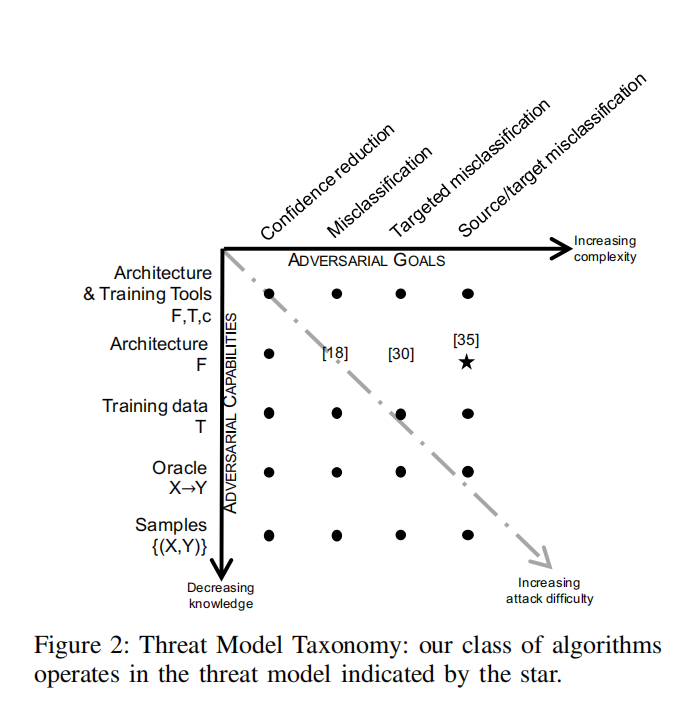 Confidence reduction
Misclassification
Targeted misclassification
Source/target misclassification
Increasing
complexity
ADVERSARIAL GOALS
ADVERSARIAL CAPABILITIES
Architecture
& Training Tools
F,T,c
Architecture
F
[18]
[30]
[35]
Training data
T
Oracle
X→Y
Samples
{(X,Y)}
Decreasing
knowledge
Increasing
attack difficulty
Figure 2: Threat Model Taxonomy: our class of algorithms
operates in the threat model indicated by the star.